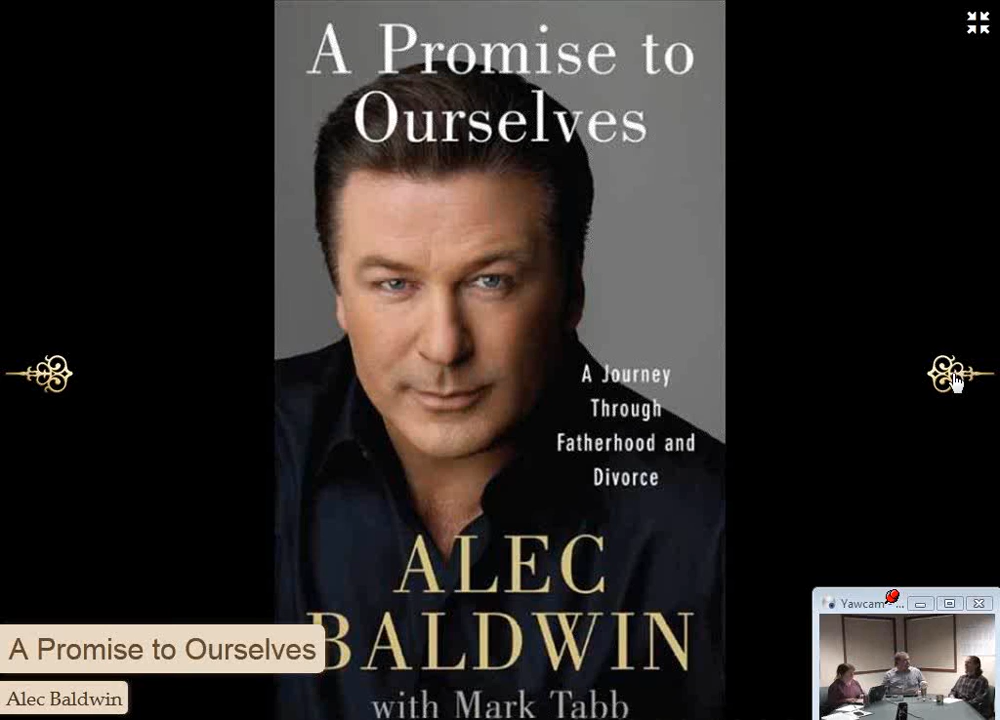 A Promise to
Ourselves
A Journey
Through
Fatherhood and
Divorce
ALEC
BALDWIN
with Mark Tabb
A Promise to Ourselves
Alec Baldwin
Yawcam - ...